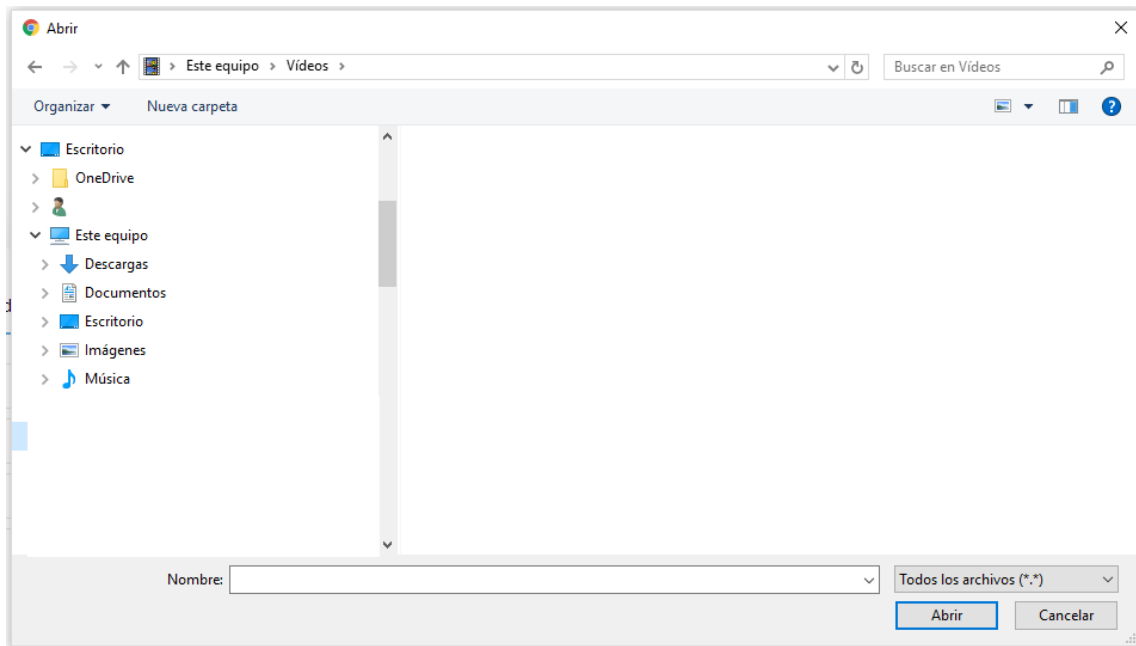 Abrir
Este equipo > Vídeos >
Buscar en Vídeos
Organizar
Nueva carpeta
Escritorio
OneDrive
Este equipo
Descargas
Documentos
Escritorio
Imágenes
Música
Nombre:
Todos los archivos (*.*)
Abrir
Cancelar